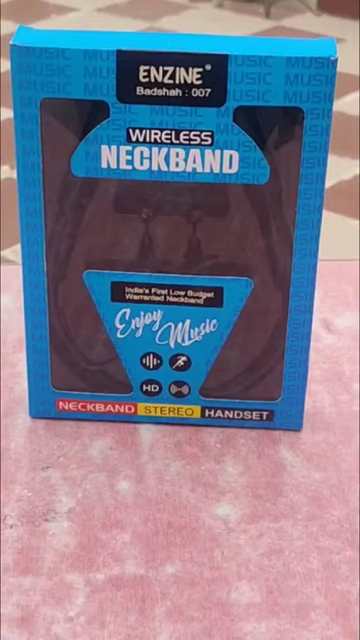 ENZINE®
Badshah : 007
WIRELESS
NECKBAND
India's First Low Budget
Warranted Neckband
Enjoy
Music
HD
NECKBAND STEREO HANDSET